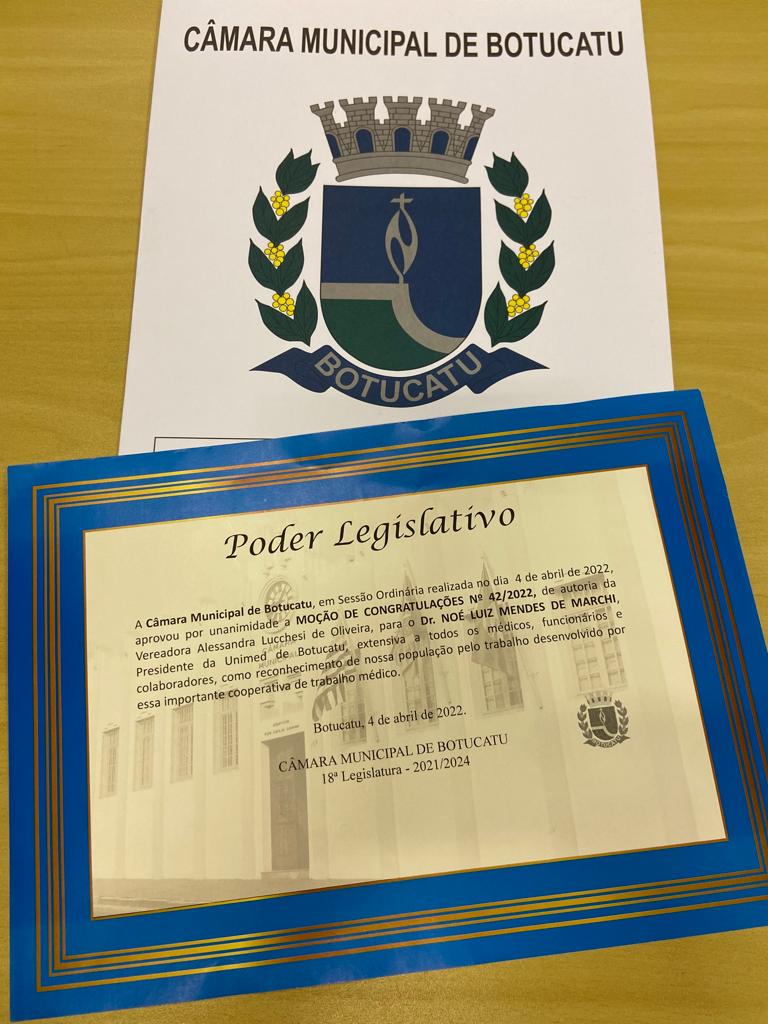 CÂMARA MUNICIPAL DE BOTUCATU
BOTUCATU
Poder Legislativo
A Câmara Municipal de Botucatu, em Sessão Ordinária realizada no dia 4 de abril de 2022,
aprovou por unanimidade a MOÇÃO DE CONGRATULAÇÕES Nº 42/2022, de autoria da
Vereadora Alessandra Lucchesi de Oliveira, para o Dr. NOÉ LUIZ MENDES DE MARCHI,
Presidente da Unimed de Botucatu, extensiva a todos os médicos, funcionários e
colaboradores, como reconhecimento de nossa população pelo trabalho desenvolvido por
essa importante cooperativa de trabalho médico.
Botucatu, 4 de abril de 2022.
BOTUCATU
CÂMARA MUNICIPAL DE BOTUCATU
18ª Legislatura - 2021/2024